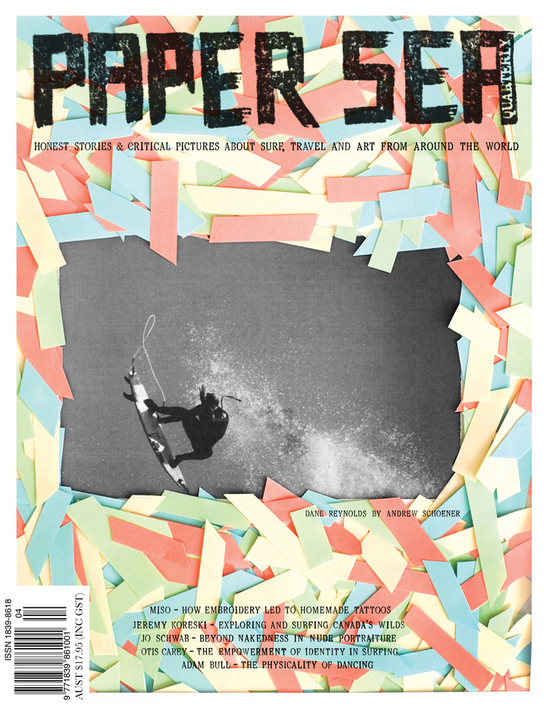 PAPER SEA
QUARTERLY
HONEST STORIES & CRITICAL PICTURES ABOUT SURF, TRAVEL AND ART FROM AROUND THE WORLD
DANE REYNOLDS BY ANDREW SCHOENER
MISO - HOW EMBROIDERY LED TO HOMEMADE TATTOOS
JEREMY KORESKI - EXPLORING AND SURFING CANADA'S WILDS
JO SCHWAB - BEYOND NAKEDNESS IN NUDE PORTRAITURE
OTIS CAREY - THE EMPOWERMENT OF IDENTITY IN SURFING
ADAM BULL - THE PHYSICALITY OF DANCING
ISSN 1839-8618
04
9 771839 861001
AUST $17.95 (INC GST)